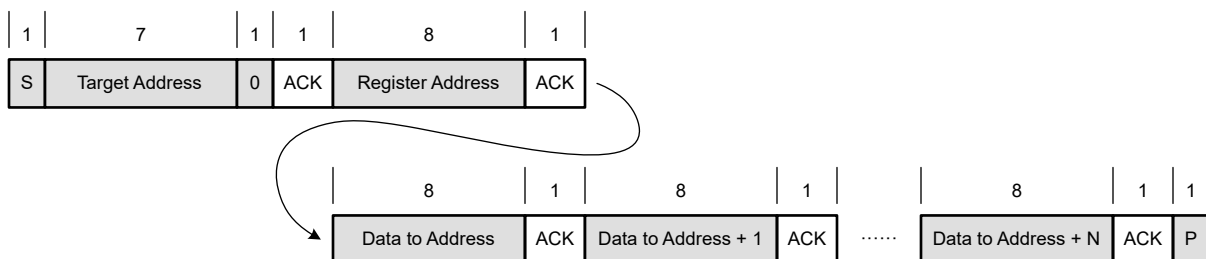 1 7 1 1 8 1
S Target Address 0 ACK Register Address ACK
8 1 8 1 8 1 1
Data to Address ACK Data to Address + 1 ACK ...... Data to Address + N ACK P